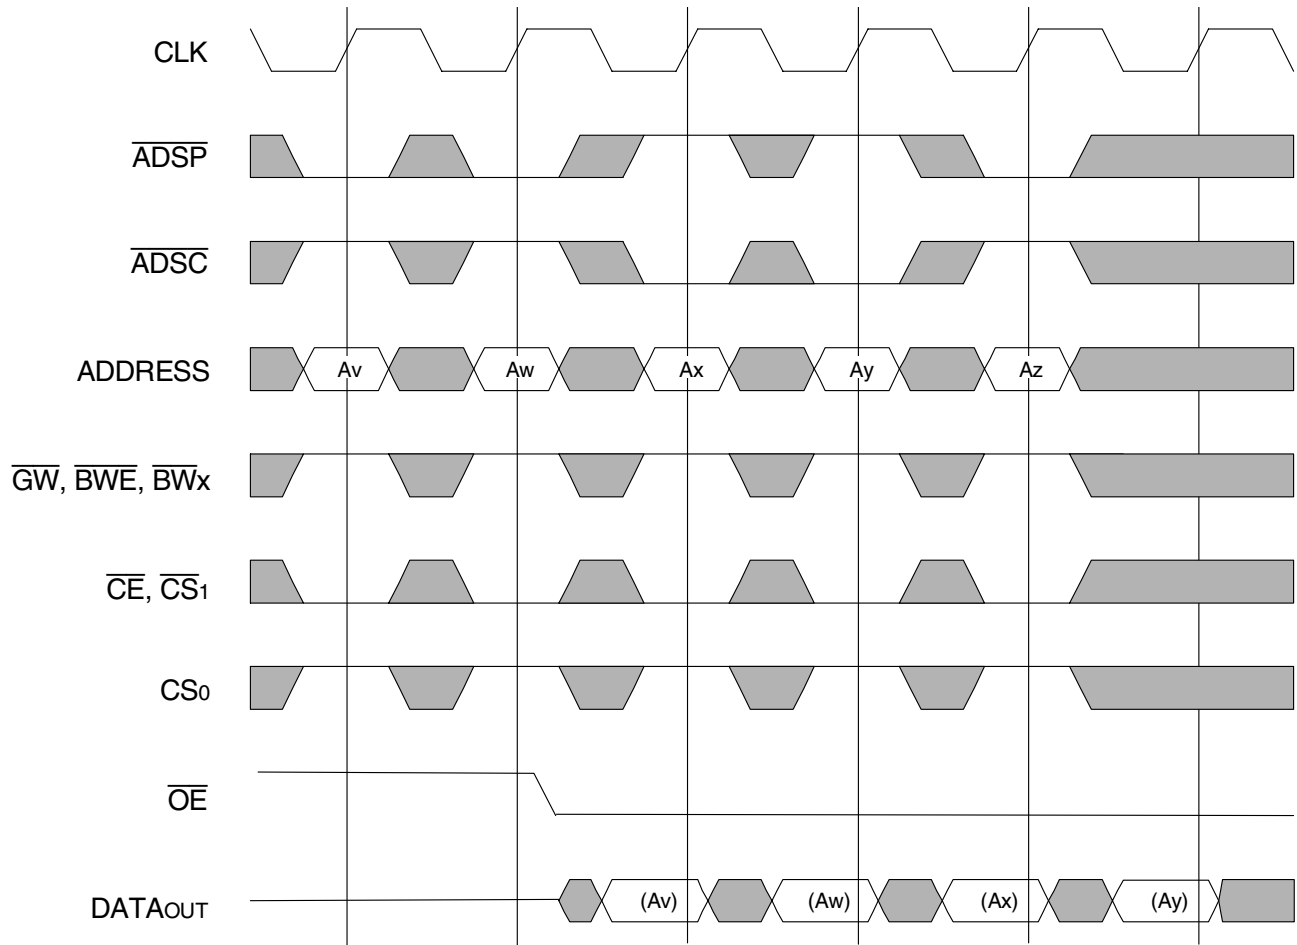 CLK
ADSP
ADSC
ADDRESS Av Aw Ax Ay Az
GW, BWE, BWx
CE, CS1
CS0
OE
DATAOUT (Av) (Aw) (Ax) (Ay)